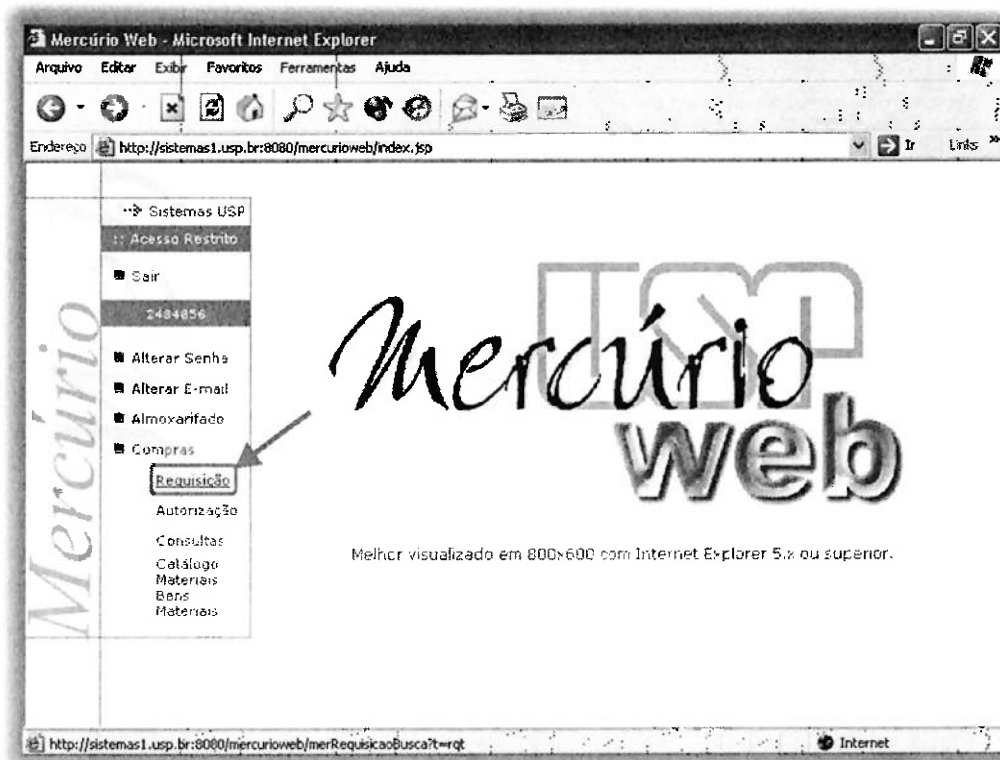 Mercúrio Web - Microsoft Internet Explorer
Arquivo Editar Exibir Favoritos Ferramentas Ajuda
Endereço http://sistemas1.usp.br:8080/mercurioweb/index.jsp Ir Links »
Sistemas USP
:: Acesso Restrito
Sair
2484856
Alterar Senha
Alterar E-mail
Almoxarifado
Compras
Requisição
Autorização
Consultas
Catálogo
Materiais
Bens
Materiais
Mercúrio
USP
Mercúrio
web
Melhor visualizado em 800x600 com Internet Explorer 5.x ou superior.
http://sistemas1.usp.br:8080/mercurioweb/merRequisicaoBusca?t=rqt Internet